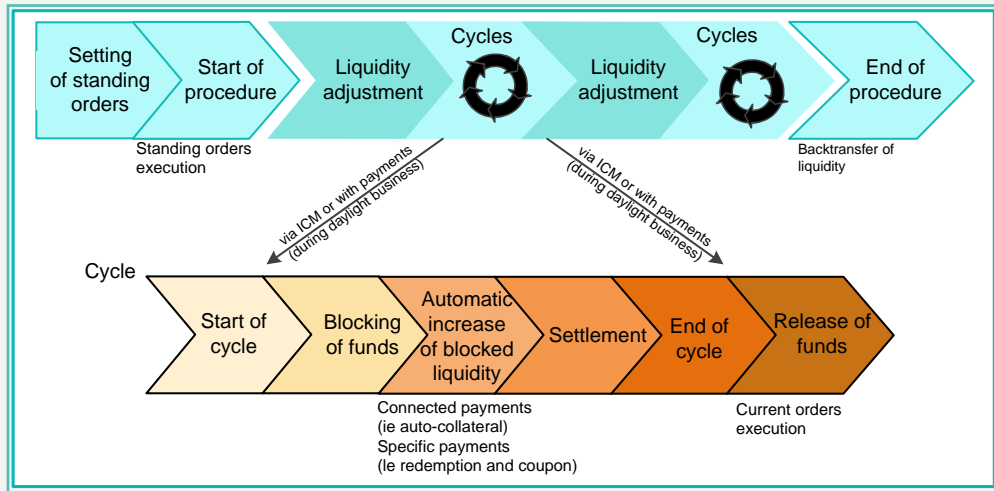 Setting
of standing
orders
Start of
procedure
Liquidity
adjustment
Cycles
Liquidity
adjustment
Cycles
End of
procedure
Standing orders
execution
Backtransfer of
liquidity
via ICM or with payments
(during daylight business)
via ICM or with payments
(during daylight business)
Cycle
Start of
cycle
Blocking
of funds
Automatic
increase
of blocked
liquidity
Settlement
End of
cycle
Release of
funds
Connected payments
(ie auto-collateral)
Specific payments
(Ie redemption and coupon)
Current orders
execution